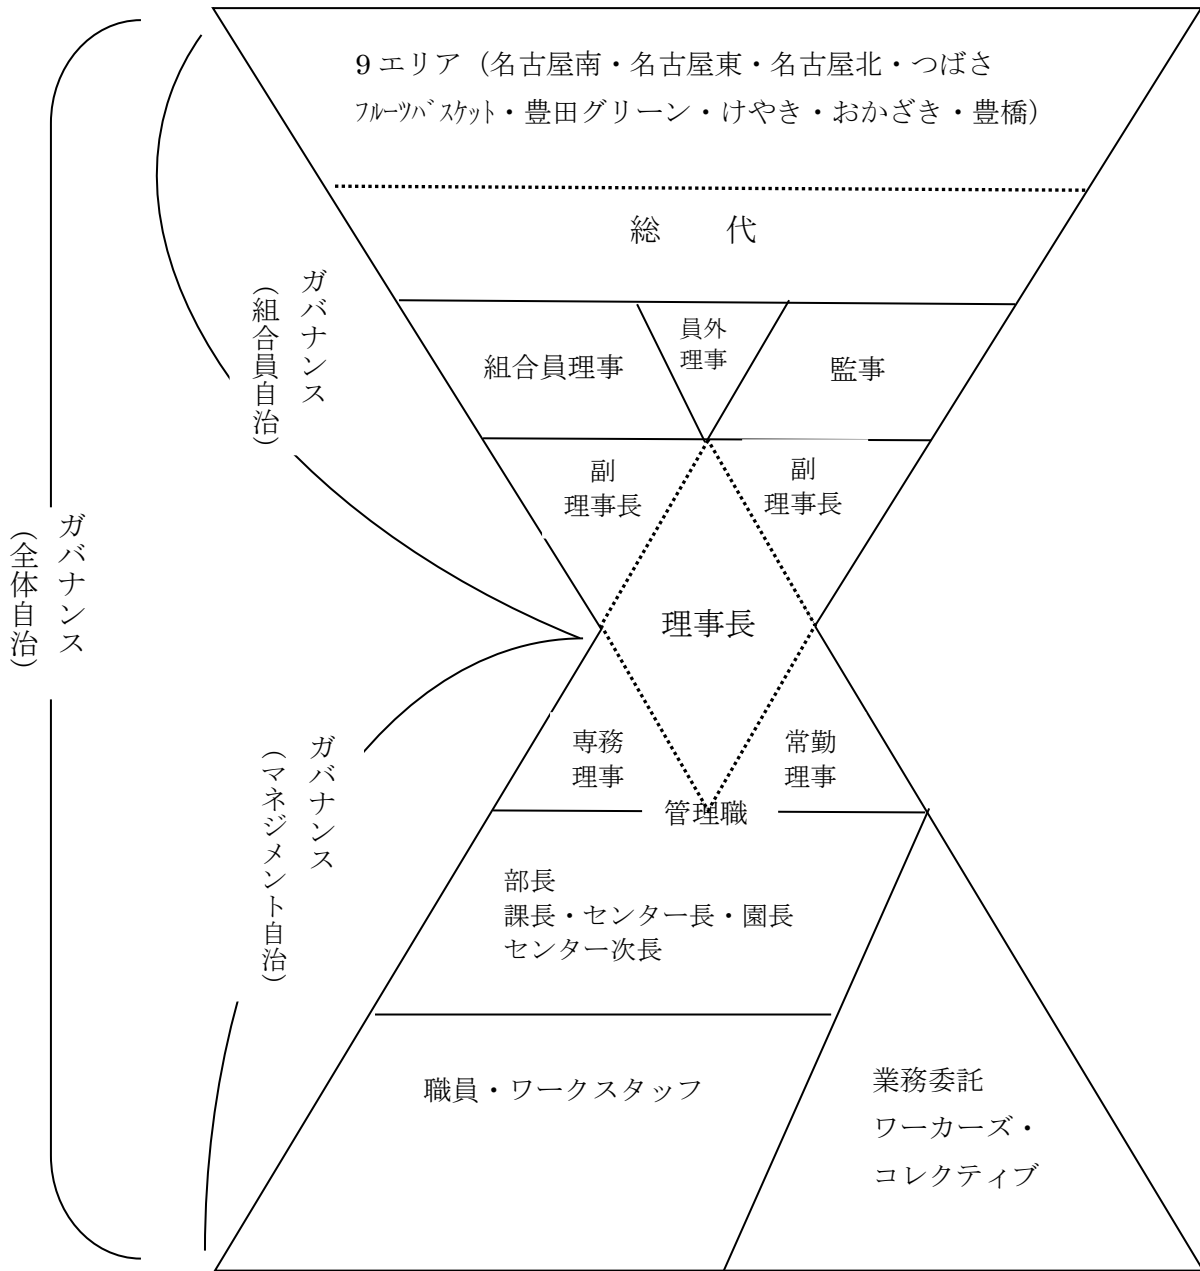 9エリア（名古屋南・名古屋東・名古屋北・つばさ
フルーツバスケット・豊田グリーン・けやき・おかざき・豊橋）
総　代
組合員理事
員外
理事
監事
副
理事長
副
理事長
理事長
専務
理事
常勤
理事
管理職
部長
課長・センター長・園長
センター次長
職員・ワークスタッフ
業務委託
ワーカーズ・
コレクティブ
ガバナンス
（組合員自治）
ガバナンス
（全体自治）
ガバナンス
（マネジメント自治）